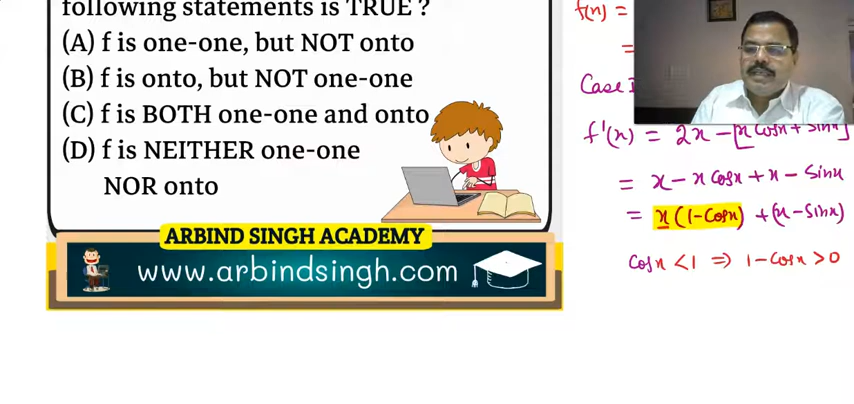 following statements is TRUE ?
(A) f is one-one, but NOT onto
(B) f is onto, but NOT one-one
(C) f is BOTH one-one and onto
(D) f is NEITHER one-one
NOR onto
ARBIND SINGH ACADEMY
www.arbindsingh.com
f(x) =
=
Case I
f'(x) = 2x - [x cosx + sinx]
= x - x cosx + x - sinx
= x (1-cosx) + (x - sinx)
cosx < 1 ⇒ 1-cosx > 0